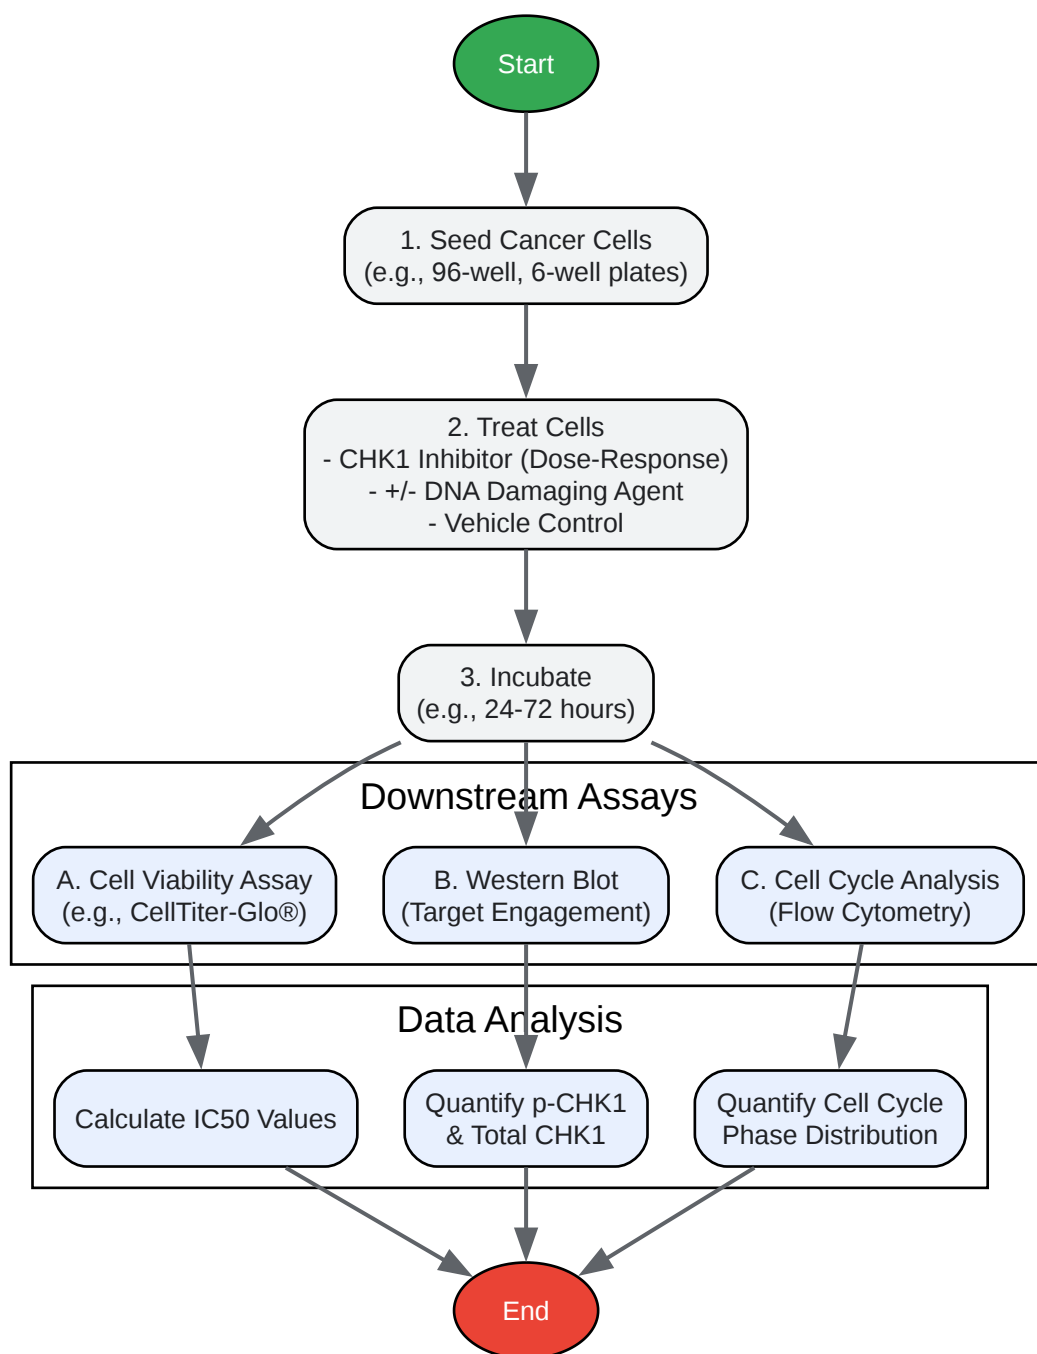 Start
1. Seed Cancer Cells
(e.g., 96-well, 6-well plates)
2. Treat Cells
- CHK1 Inhibitor (Dose-Response)
- +/- DNA Damaging Agent
- Vehicle Control
3. Incubate
(e.g., 24-72 hours)
Downstream Assays
A. Cell Viability Assay
(e.g., CellTiter-Glo®)
B. Western Blot
(Target Engagement)
C. Cell Cycle Analysis
(Flow Cytometry)
Data Analysis
Calculate IC50 Values
Quantify p-CHK1
& Total CHK1
Quantify Cell Cycle
Phase Distribution
End